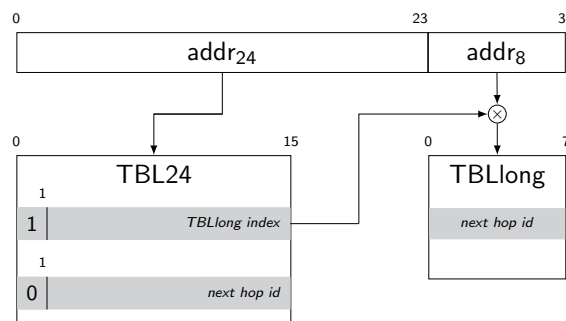 0 23 3
addr24 addr8
0 15 0 7
TBL24 TBLlong
1
1 TBLlong index next hop id
1
0 next hop id